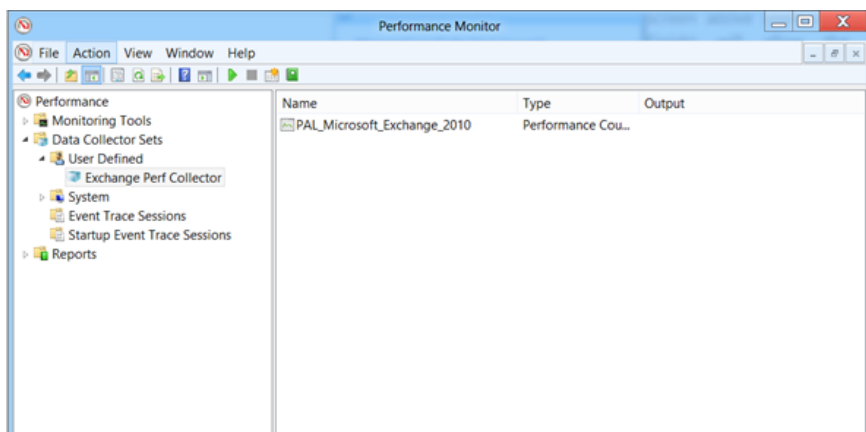 Performance Monitor
File Action View Window Help
Performance
Monitoring Tools
Data Collector Sets
User Defined
Exchange Perf Collector
System
Event Trace Sessions
Startup Event Trace Sessions
Reports
Name Type Output
PAL_Microsoft_Exchange_2010 Performance Cou...